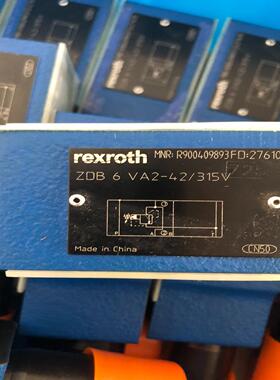 rexroth MNR: R900409893 FD: 27610
ZDB 6 VA2-42/315V
P A B T
Made in China CN50